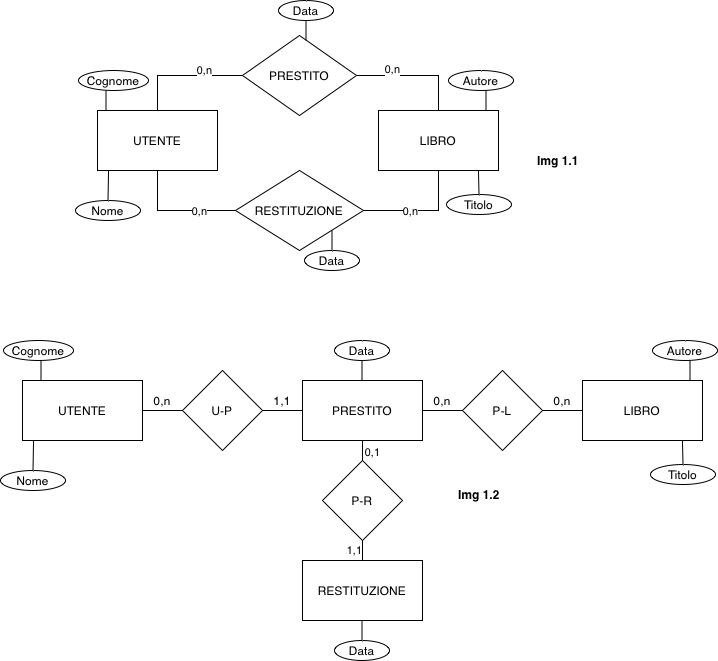 Data
0,n
PRESTITO
0,n
Cognome
Autore
UTENTE
LIBRO
Img 1.1
Nome
0,n
RESTITUZIONE
0,n
Titolo
Data
Cognome
Data
Autore
UTENTE
0,n
U-P
1,1
PRESTITO
0,n
P-L
0,n
LIBRO
0,1
Nome
Titolo
P-R
Img 1.2
1,1
RESTITUZIONE
Data